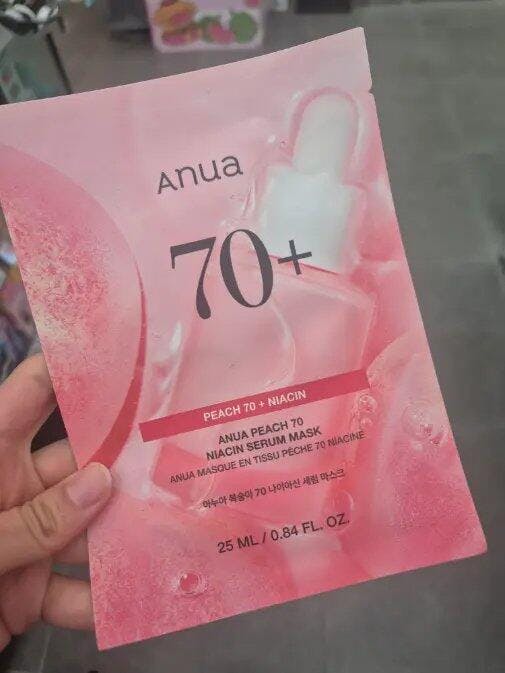 Anua
70+
PEACH 70 + NIACIN
ANUA PEACH 70
NIACIN SERUM MASK
ANUA MASQUE EN TISSU PÊCHE 70 NIACINE
아누아 복숭아 70 나이아신 세럼 마스크
25 ML / 0.84 FL. OZ.